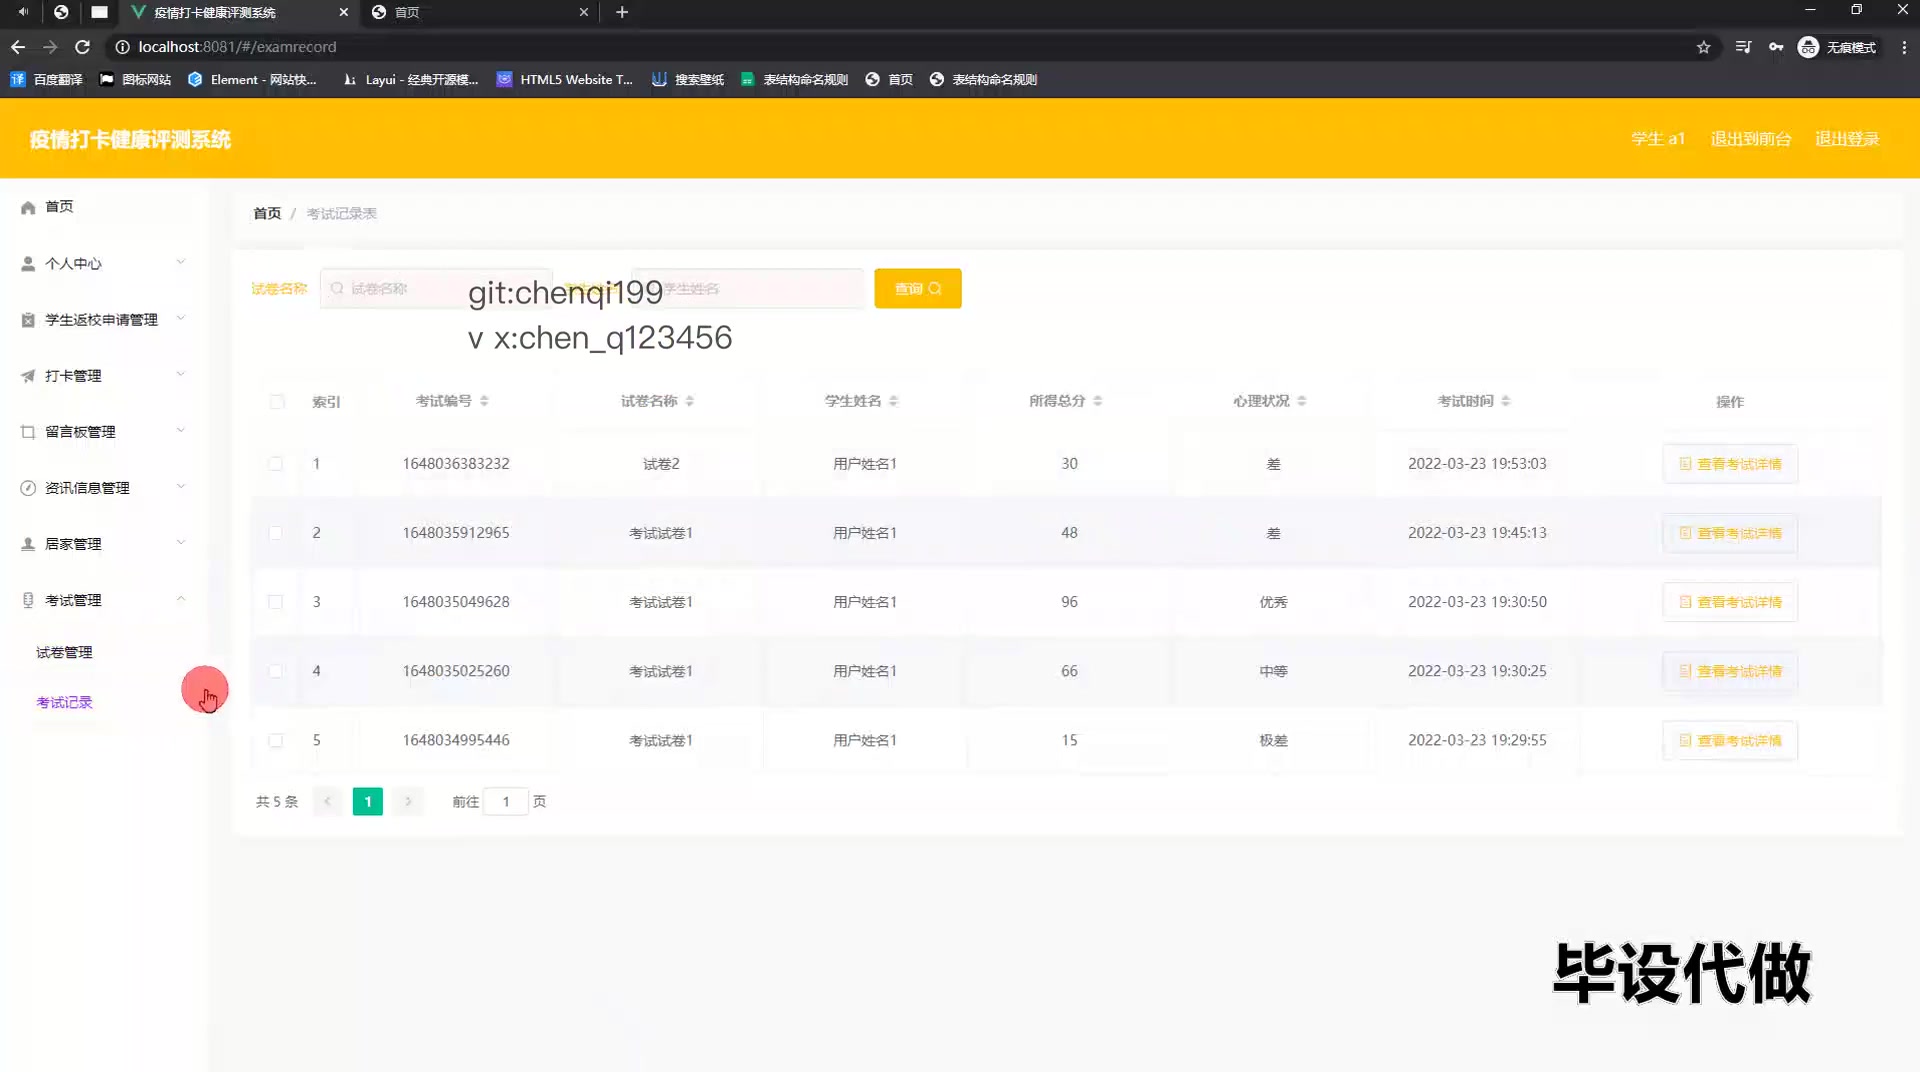 疫情打卡健康评测系统
首页
localhost:8081/#/examrecord
无痕模式
百度翻译
图标网站
Element - 网站快...
Layui - 经典开源模...
HTML5 Website T...
搜索壁纸
表结构命名规则
首页
表结构命名规则
疫情打卡健康评测系统
学生 a1
退出到前台
退出登录
首页
个人中心
学生返校申请管理
打卡管理
留言板管理
资讯信息管理
居家管理
考试管理
试卷管理
考试记录
首页 / 考试记录表
试卷名称
试卷名称
学生姓名
查询
git:chenqi199
v x:chen_q123456
索引 考试编号 试卷名称 学生姓名 所得总分 心理状况 考试时间 操作
1 1648036383232 试卷2 用户姓名1 30 差 2022-03-23 19:53:03 查看考试详情
2 1648035912965 考试试卷1 用户姓名1 48 差 2022-03-23 19:45:13 查看考试详情
3 1648035049628 考试试卷1 用户姓名1 96 优秀 2022-03-23 19:30:50 查看考试详情
4 1648035025260 考试试卷1 用户姓名1 66 中等 2022-03-23 19:30:25 查看考试详情
5 1648034995446 考试试卷1 用户姓名1 15 极差 2022-03-23 19:29:55 查看考试详情
共 5 条 1 前往 1 页
毕设代做